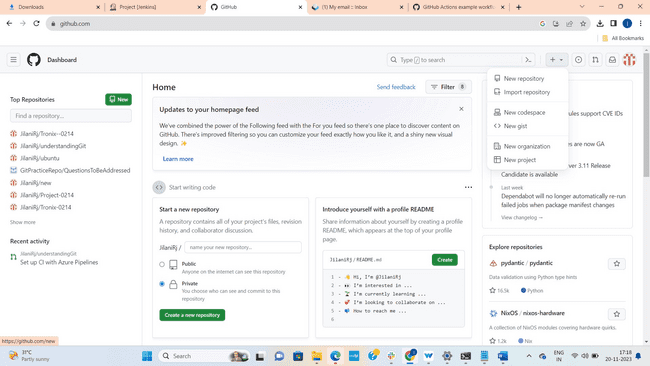 Downloads
Project [Jenkins]
GitHub
(1) My email :: Inbox
GitHub Actions example workfl
github.com
All Bookmarks
Dashboard
Type / to search
New repository
Import repository
New codespace
New gist
New organization
New project
Top Repositories
New
Find a repository...
JilaniRj/Tronix--0214
JilaniRj/understandingGit
JilaniRj/ubuntu
GitPracticeRpo/QuestionsToBeAddressed
JilaniRj/new
JilaniRj/Project-0214
JilaniRj/Tronix-0214
Show more
Recent activity
JilaniRj/understandingGit
Set up CI with Azure Pipelines
Home
Send feedback
Filter 8
Updates to your homepage feed
We've combined the power of the Following feed with the For you feed so there's one place to discover content on
GitHub. There's improved filtering so you can customize your feed exactly how you like it, and a shiny new visual
design. ✨
Learn more
Start writing code
Start a new repository
A repository contains all of your project's files, revision
history, and collaborator discussion.
JilaniRj /
name your new repository...
Public
Anyone on the internet can see this repository
Private
You choose who can see and commit to this
repository
Create a new repository
Introduce yourself with a profile README
Share information about yourself by creating a profile
README, which appears at the top of your profile
page.
JilaniRj / README.md
Create
1 - 👋 Hi, I'm @JilaniRj
2 - 👀 I'm interested in ...
3 - 🌱 I'm currently learning ...
4 - 💞️ I'm looking to collaborate on ...
5 - 📫 How to reach me ...
6
ules support CVE IDs
es are now GA
ver 3.11 Release
Candidate is available
Last week
Dependabot will no longer automatically re-run
failed jobs when package manifest changes
View changelog →
Explore repositories
pydantic / pydantic
Data validation using Python type hints
16.5k
Python
NixOS / nixos-hardware
A collection of NixOS modules covering hardware quirks.
1.2k
Nix
https://github.com/new
31°C
Partly sunny
Search
ENG
IN
17:18
20-11-2023